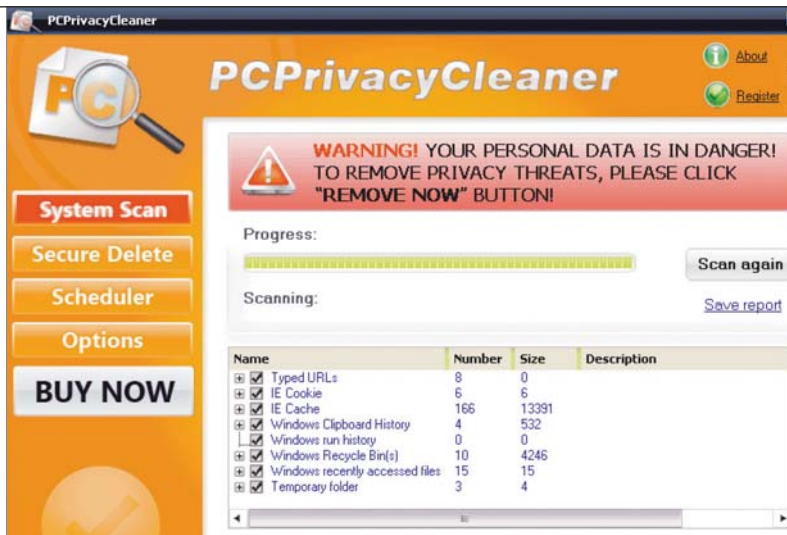 PCPrivacyCleaner
PC
PCPrivacyCleaner
About
Register
WARNING! YOUR PERSONAL DATA IS IN DANGER!
TO REMOVE PRIVACY THREATS, PLEASE CLICK
"REMOVE NOW" BUTTON!
System Scan
Secure Delete
Scheduler
Options
BUY NOW
Progress:
Scan again
Scanning:
Save report
Name Number Size Description
Typed URLs 8 0
IE Cookie 6 6
IE Cache 166 13391
Windows Clipboard History 4 532
Windows run history 0 0
Windows Recycle Bin(s) 10 4246
Windows recently accessed files 15 15
Temporary folder 3 4